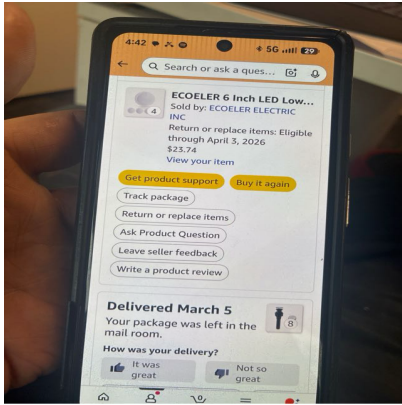 4:42 5G 29
Search or ask a ques...
ECOELER 6 Inch LED Low...
Sold by: ECOELER ELECTRIC
INC
Return or replace items: Eligible
through April 3, 2026
$23.74
View your item
4
Get product support
Buy it again
Track package
Return or replace items
Ask Product Question
Leave seller feedback
Write a product review
Delivered March 5
Your package was left in the
mail room.
8
How was your delivery?
It was
great
Not so
great
0